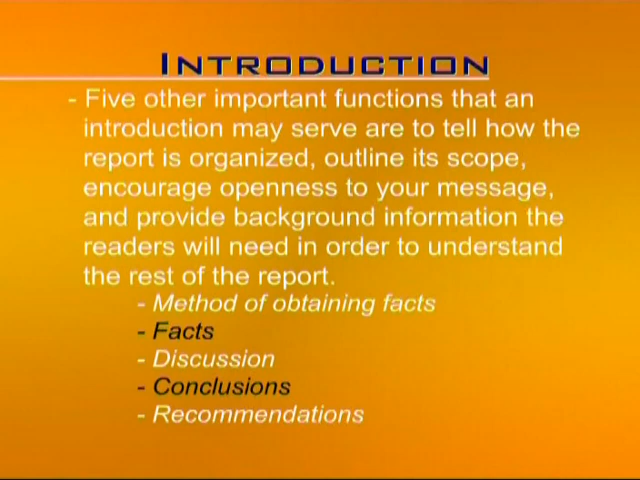 INTRODUCTION
- Five other important functions that an
introduction may serve are to tell how the
report is organized, outline its scope,
encourage openness to your message,
and provide background information the
readers will need in order to understand
the rest of the report.
- Method of obtaining facts
- Facts
- Discussion
- Conclusions
- Recommendations